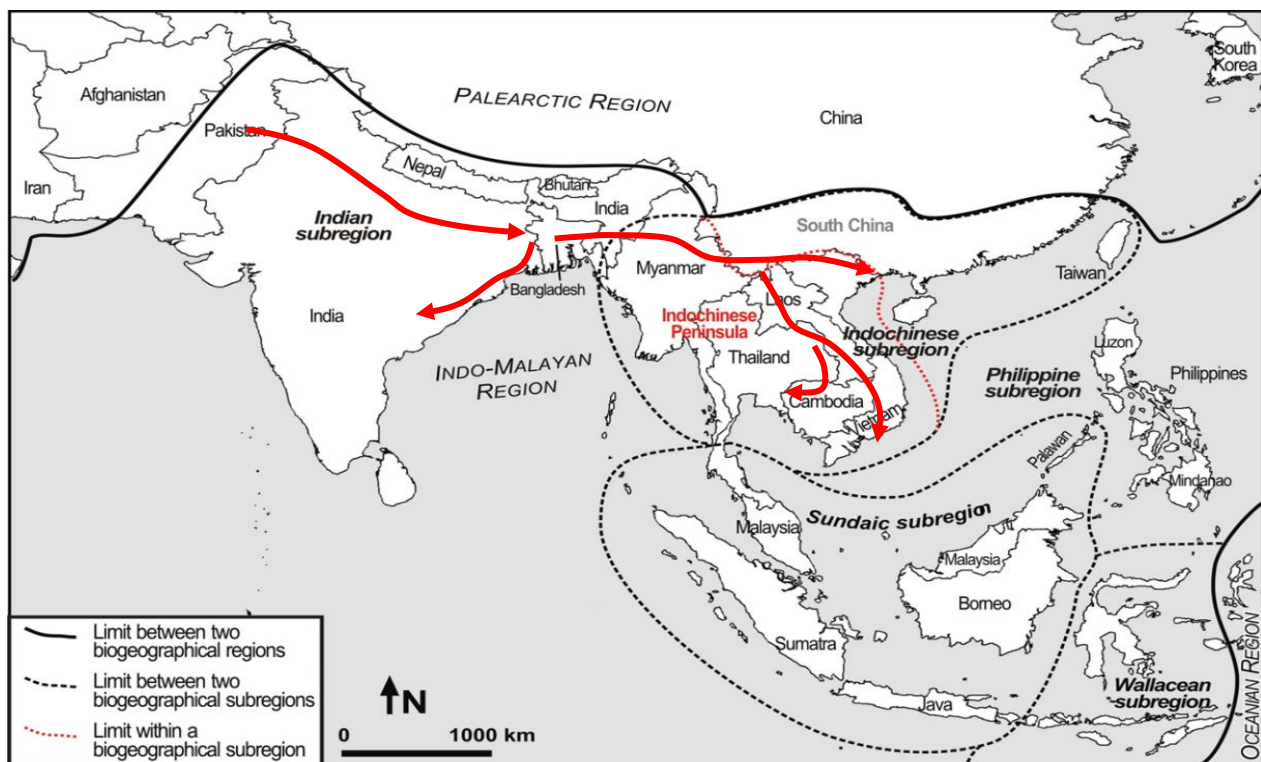 South
Korea
Afghanistan
PALEARCTIC REGION
China
Pakistan
Nepal
Iran
Bhutan
India
Indian
subregion
South China
Myanmar
Taiwan
Bangladesh
Laos
India
Indochinese
Peninsula
Indochinese
subregion
Luzon
Thailand
INDO-MALAYAN
REGION
Philippine
subregion
Philippines
Cambodia
Vietnam
Palawan
Mindanao
Malaysia
Sundaic subregion
Malaysia
Borneo
Sumatra
Java
Wallacean
subregion
OCEANIAN REGION
Limit between two
biogeographical regions
Limit between two
biogeographical subregions
Limit within a
biogeographical subregion
N
0 1000 km